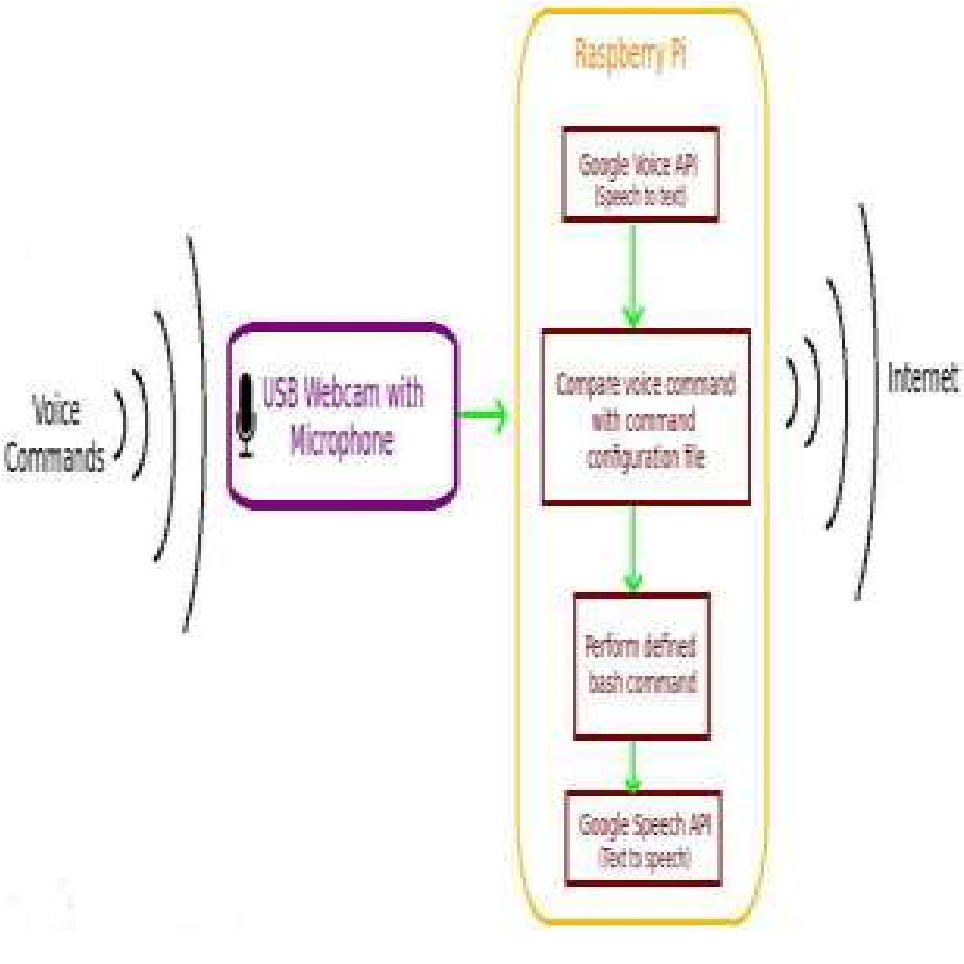 Voice
Commands
USB Webcam with
Microphone
Raspberry Pi
Google Voice API
(Speech to text)
Compare voice command
with command
configuration file
Perform defined
bash command
Google Speech API
(Text to speech)
Internet